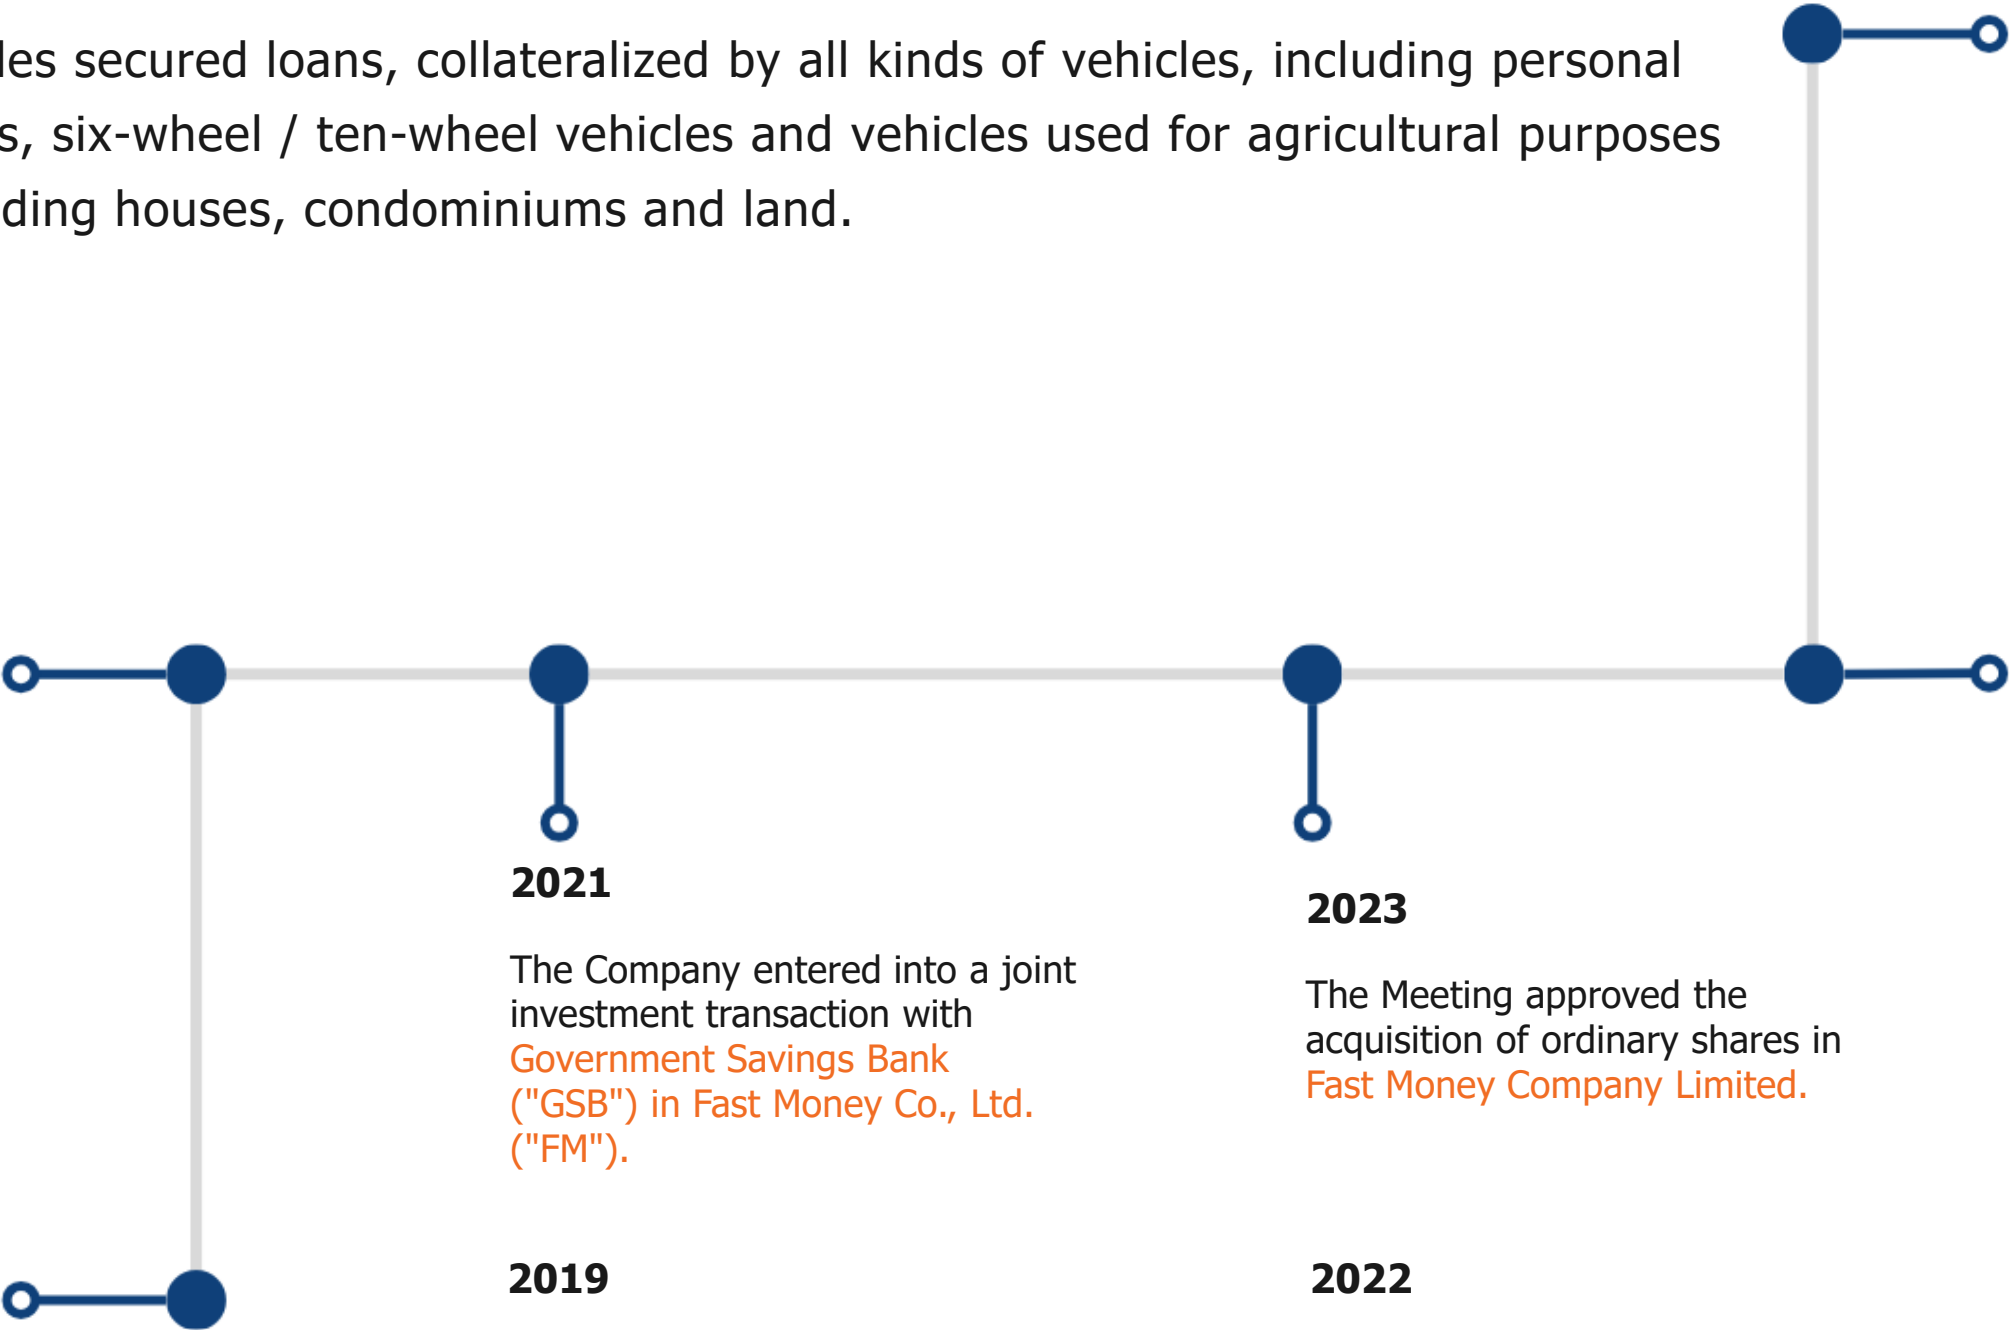 les secured loans, collateralized by all kinds of vehicles, including personal
s, six-wheel / ten-wheel vehicles and vehicles used for agricultural purposes
ding houses, condominiums and land.
2021
The Company entered into a joint
investment transaction with
Government Savings Bank
("GSB") in Fast Money Co., Ltd.
("FM").
2023
The Meeting approved the
acquisition of ordinary shares in
Fast Money Company Limited.
2019
2022